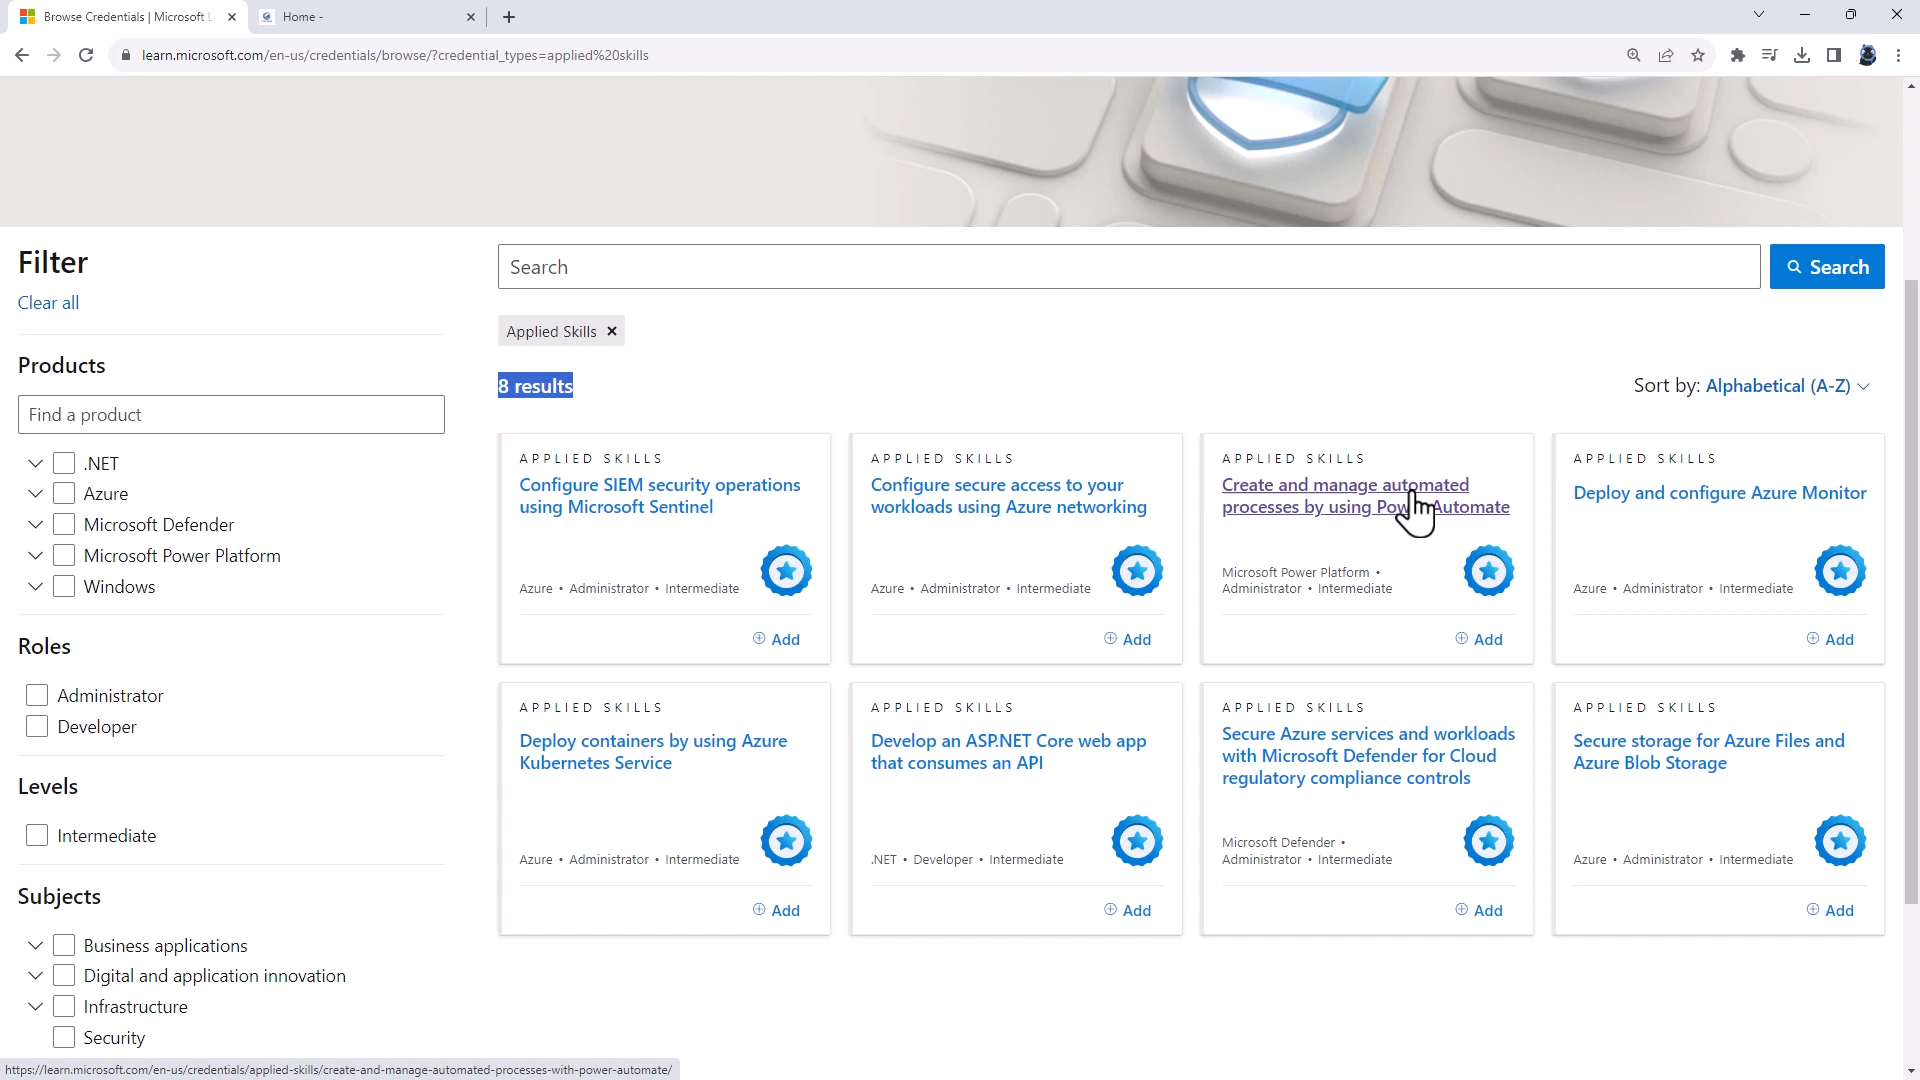 Browse Credentials | Microsoft L
Home -
learn.microsoft.com/en-us/credentials/browse/?credential_types=applied%20skills
Filter
Clear all
Products
Find a product
.NET
Azure
Microsoft Defender
Microsoft Power Platform
Windows
Roles
Administrator
Developer
Levels
Intermediate
Subjects
Business applications
Digital and application innovation
Infrastructure
Security
Search
Search
Applied Skills
8 results
Sort by: Alphabetical (A-Z)
APPLIED SKILLS
Configure SIEM security operations
using Microsoft Sentinel
Azure • Administrator • Intermediate
Add
APPLIED SKILLS
Configure secure access to your
workloads using Azure networking
Azure • Administrator • Intermediate
Add
APPLIED SKILLS
Create and manage automated
processes by using Power Automate
Microsoft Power Platform •
Administrator • Intermediate
Add
APPLIED SKILLS
Deploy and configure Azure Monitor
Azure • Administrator • Intermediate
Add
APPLIED SKILLS
Deploy containers by using Azure
Kubernetes Service
Azure • Administrator • Intermediate
Add
APPLIED SKILLS
Develop an ASP.NET Core web app
that consumes an API
.NET • Developer • Intermediate
Add
APPLIED SKILLS
Secure Azure services and workloads
with Microsoft Defender for Cloud
regulatory compliance controls
Microsoft Defender •
Administrator • Intermediate
Add
APPLIED SKILLS
Secure storage for Azure Files and
Azure Blob Storage
Azure • Administrator • Intermediate
Add
https://learn.microsoft.com/en-us/credentials/applied-skills/create-and-manage-automated-processes-with-power-automate/